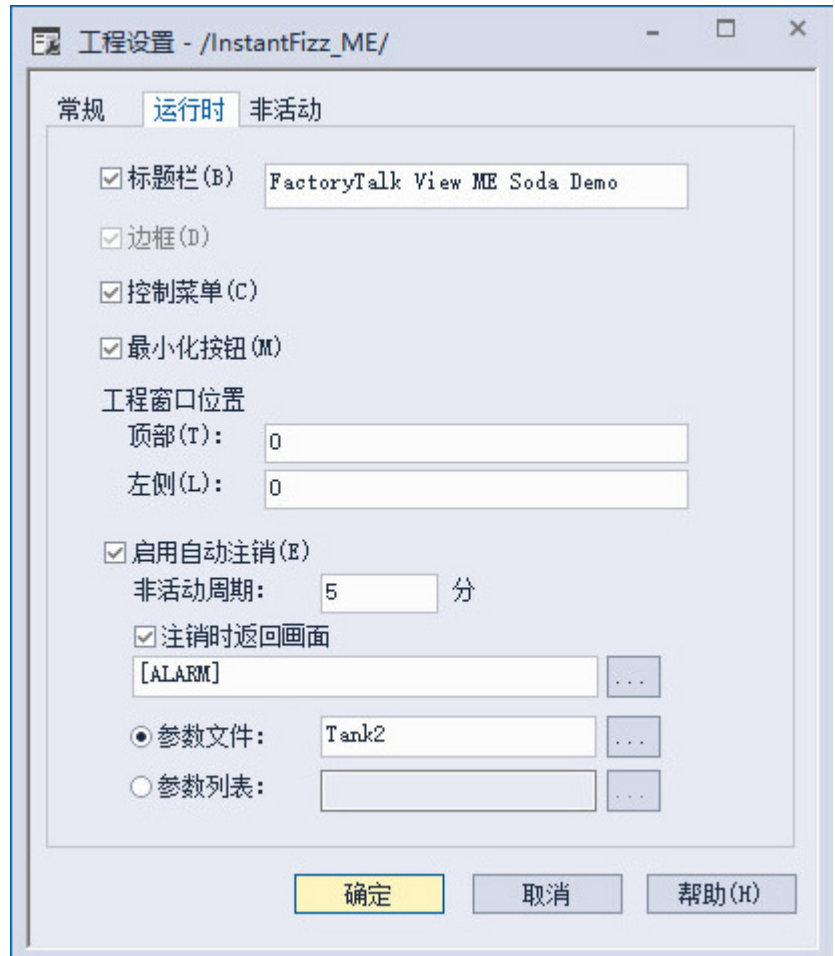 工程设置 - /InstantFizz_ME/
常规 运行时 非活动
标题栏(B) FactoryTalk View ME Soda Demo
边框(D)
控制菜单(C)
最小化按钮(M)
工程窗口位置
顶部(T): 0
左侧(L): 0
启用自动注销(E)
非活动周期: 5 分
注销时返回画面
[ALARM] ...
参数文件: Tank2 ...
参数列表: ...
确定 取消 帮助(H)